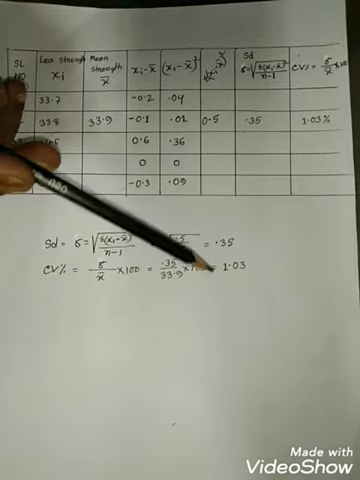 SL NO
Lea Strength xi
Mean Strength x̄
xi-x̄
(xi-x̄)²
Sd
σ=√Σ(xi-x̄)²/n-1
CV%= σ/x̄ ×100
33.7 -0.2 .04
33.8 33.9 -0.1 .01 0.5 .35 1.03%
0.6 .36
0 0
-0.3 .09
Sd = σ = √Σ(xi-x̄)/n-1 = .35
CV% = σ/x̄ ×100 = .35/33.9 × = 1.03
Made with
VideoShow